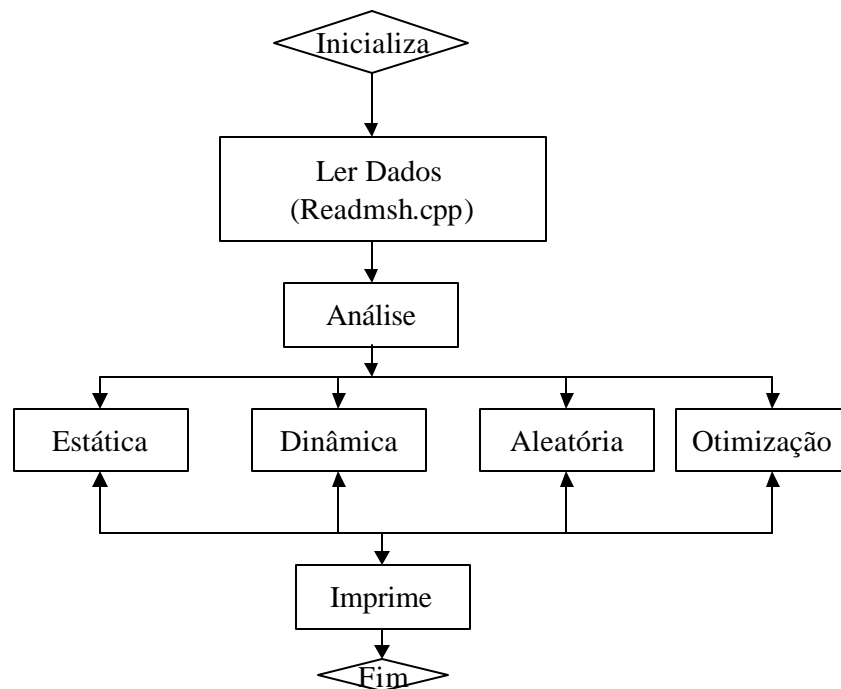 Inicializa
Ler Dados
(Readmsh.cpp)
Análise
Estática
Dinâmica
Aleatória
Otimização
Imprime
Fim